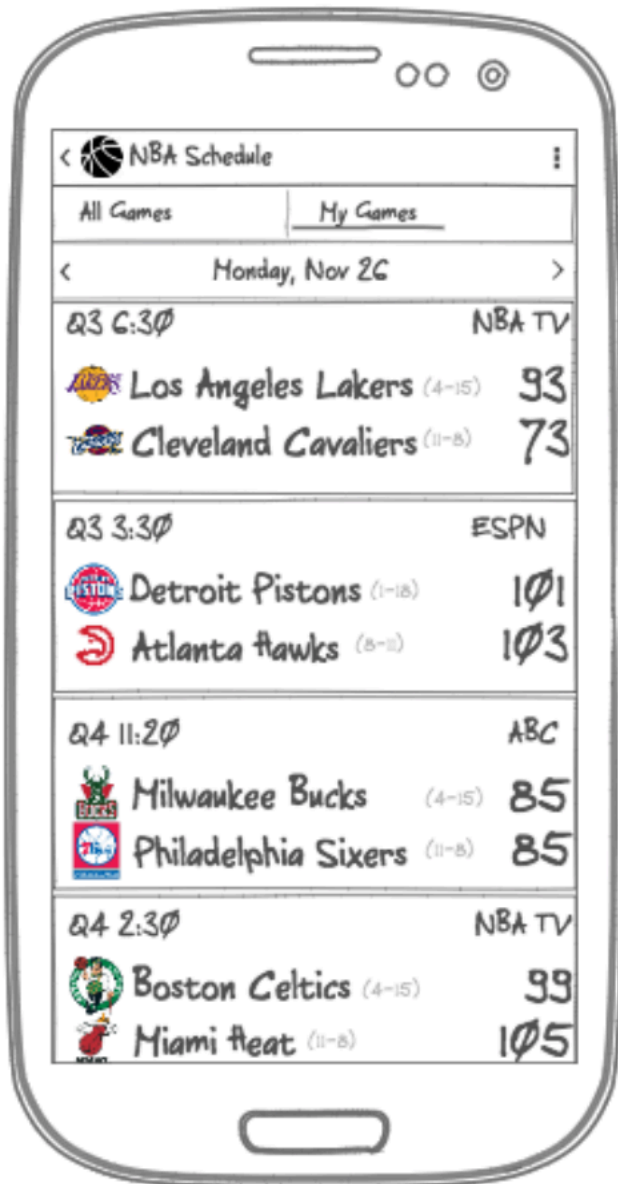 NBA Schedule
All Games My Games
Monday, Nov 26
Q3 6:30 NBA TV
LAKERS Los Angeles Lakers (4-15) 93
Cleveland Cavaliers (11-8) 73
Q3 3:30 ESPN
PISTONS Detroit Pistons (1-18) 101
Atlanta Hawks (8-11) 103
Q4 11:20 ABC
BUCKS Milwaukee Bucks (4-15) 85
Philadelphia Sixers (11-8) 85
Q4 2:30 NBA TV
Boston Celtics (4-15) 99
Miami Heat (11-8) 105